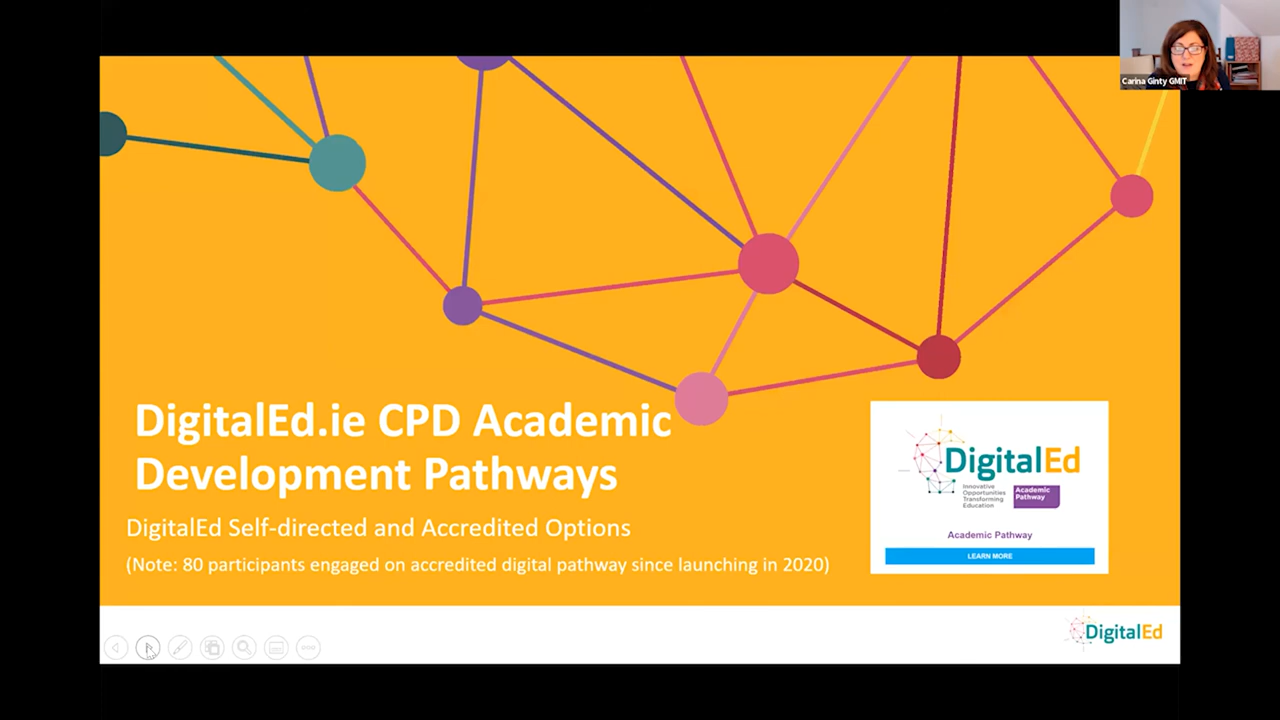 Carina Ginty GMIT
DigitalEd.ie CPD Academic
Development Pathways
DigitalEd Self-directed and Accredited Options
(Note: 80 participants engaged on accredited digital pathway since launching in 2020)
DigitalEd
Innovative
Opportunities
Transforming
Education
Academic
Pathway
Academic Pathway
LEARN MORE
DigitalEd